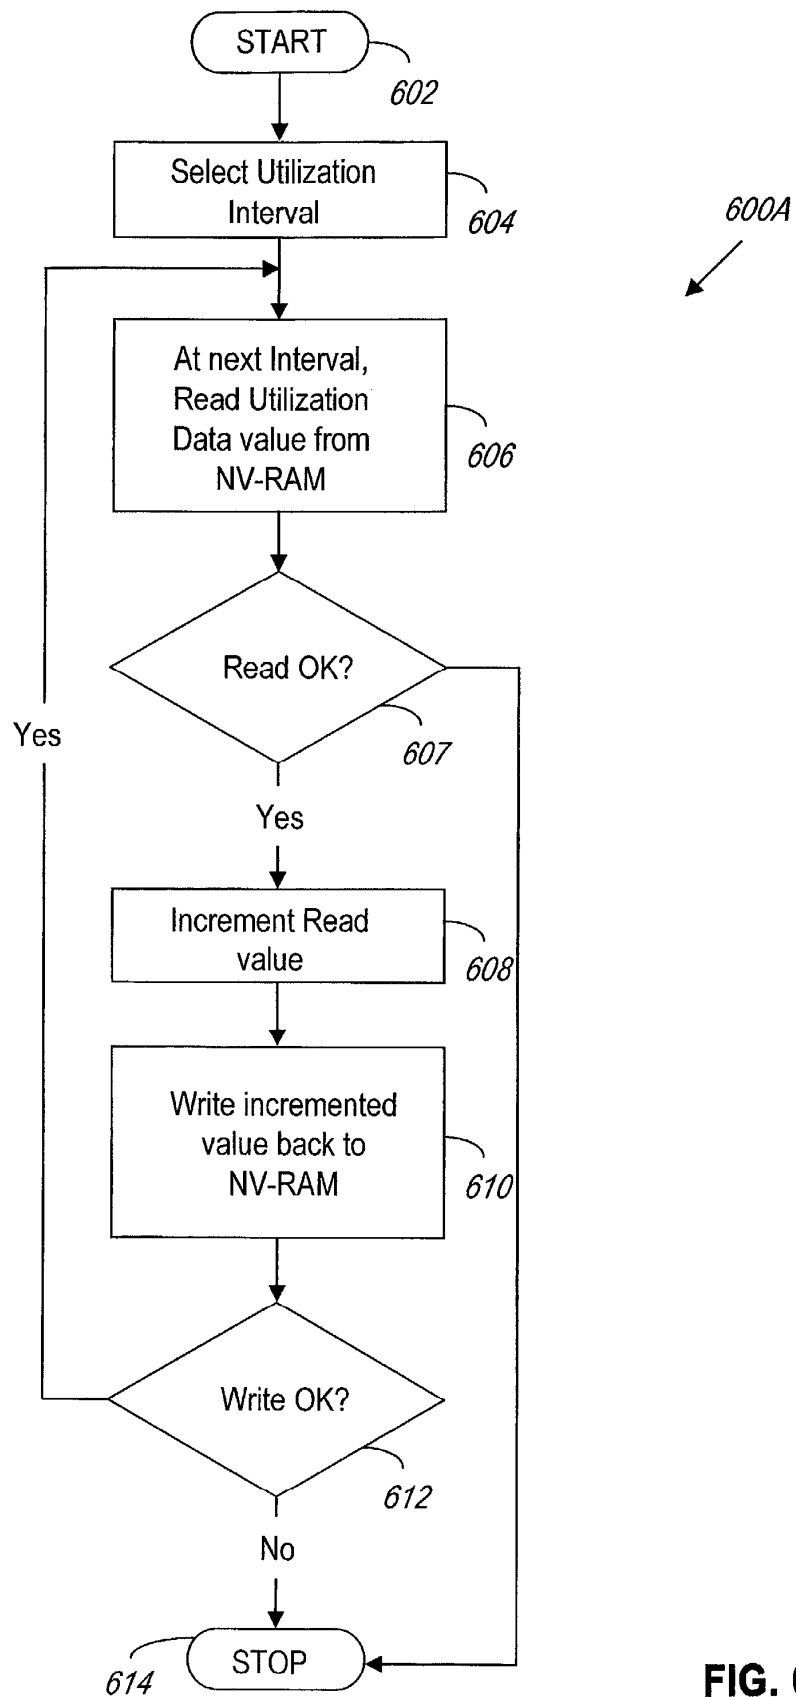 START
602
Select Utilization
Interval
604
600A
At next Interval,
Read Utilization
Data value from
NV-RAM
606
Read OK?
607
Yes
Yes
Increment Read
value
608
Write incremented
value back to
NV-RAM
610
Write OK?
612
No
STOP
614
FIG.